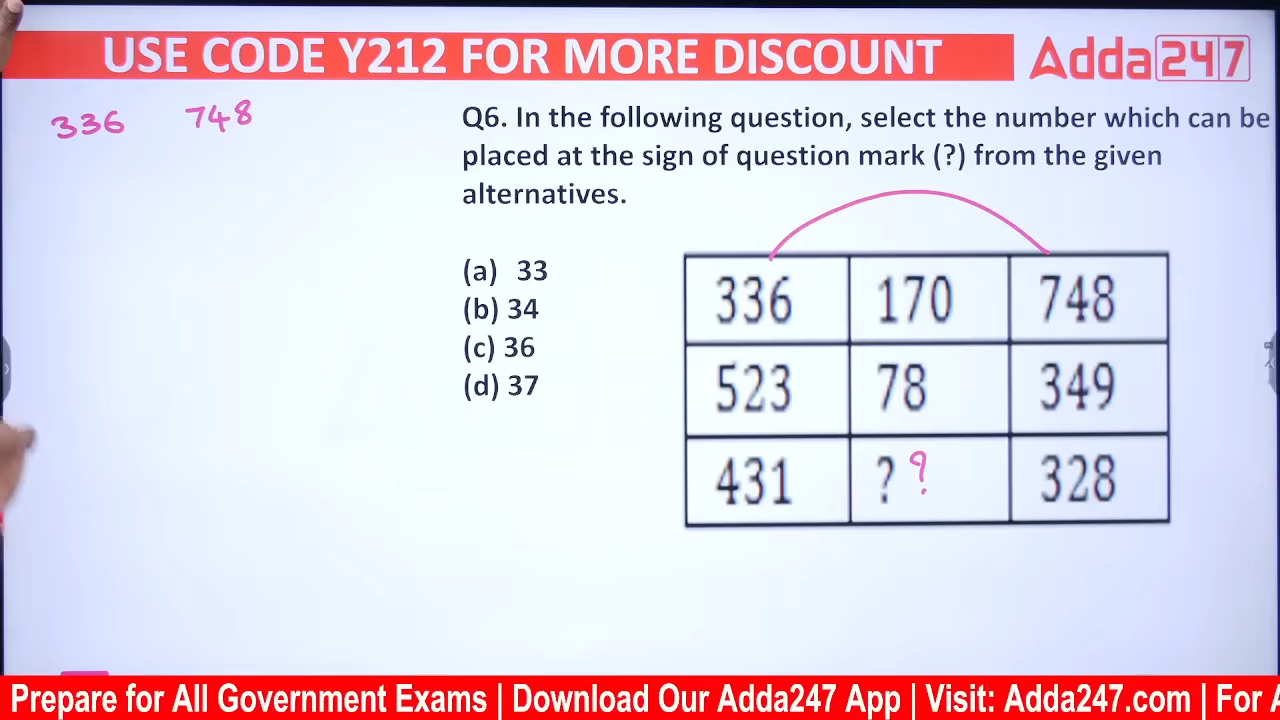 USE CODE Y212 FOR MORE DISCOUNT
Adda247
336 748
Q6. In the following question, select the number which can be
placed at the sign of question mark (?) from the given
alternatives.
(a) 33
(b) 34
(c) 36
(d) 37
336 170 748
523 78 349
431 ? ? 328
Prepare for All Government Exams | Download Our Adda247 App | Visit: Adda247.com | For A